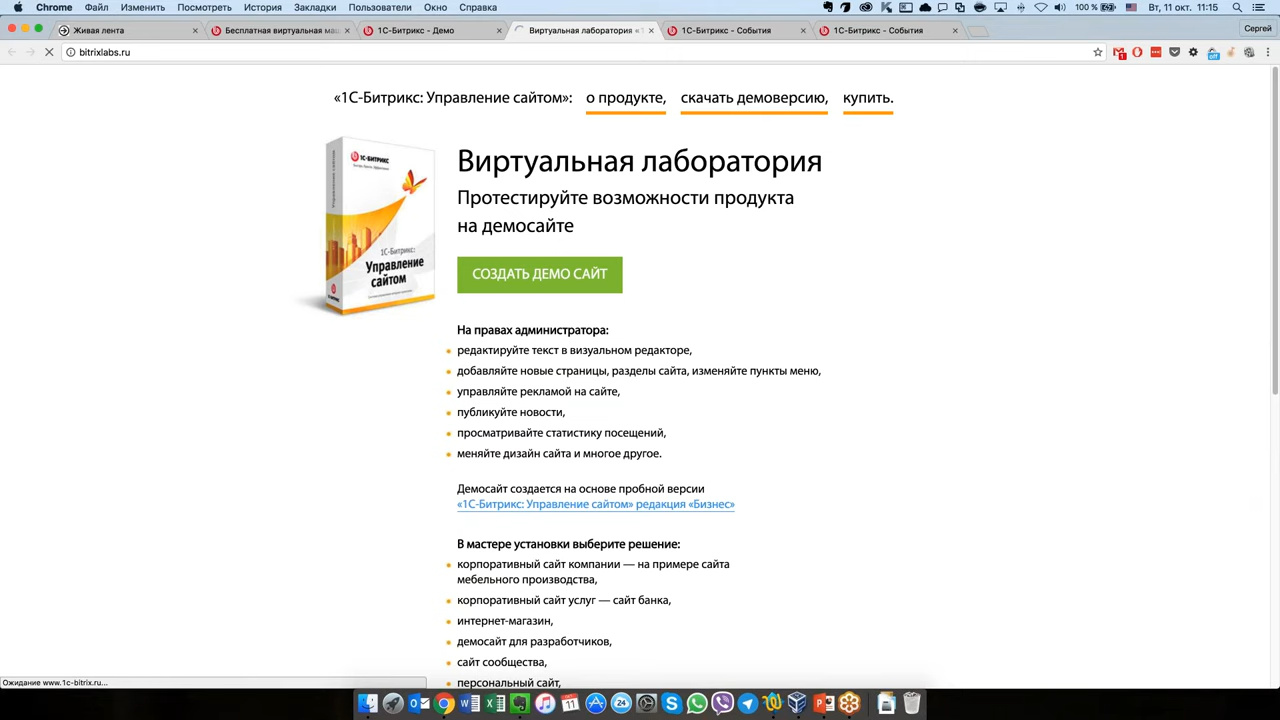 Chrome Файл Изменить Посмотреть История Закладки Пользователи Окно Справка 100 % Вт, 11 окт. 11:15
Живая лента
Бесплатная виртуальная маш
1С-Битрикс - Демо
Виртуальная лаборатория «1
1С-Битрикс - События
1С-Битрикс - События
Сергей
bitrixlabs.ru
«1С-Битрикс: Управление сайтом»: о продукте, скачать демоверсию, купить.
1С-БИТРИКС
1С-Битрикс:
Управление
сайтом
Виртуальная лаборатория
Протестируйте возможности продукта
на демосайте
СОЗДАТЬ ДЕМО САЙТ
На правах администратора:
редактируйте текст в визуальном редакторе,
добавляйте новые страницы, разделы сайта, изменяйте пункты меню,
управляйте рекламой на сайте,
публикуйте новости,
просматривайте статистику посещений,
меняйте дизайн сайта и многое другое.
Демосайт создается на основе пробной версии
«1С-Битрикс: Управление сайтом» редакция «Бизнес»
В мастере установки выберите решение:
корпоративный сайт компании — на примере сайта
мебельного производства,
корпоративный сайт услуг — сайт банка,
интернет-магазин,
демосайт для разработчиков,
сайт сообщества,
персональный сайт,
Ожидание www.1c-bitrix.ru...